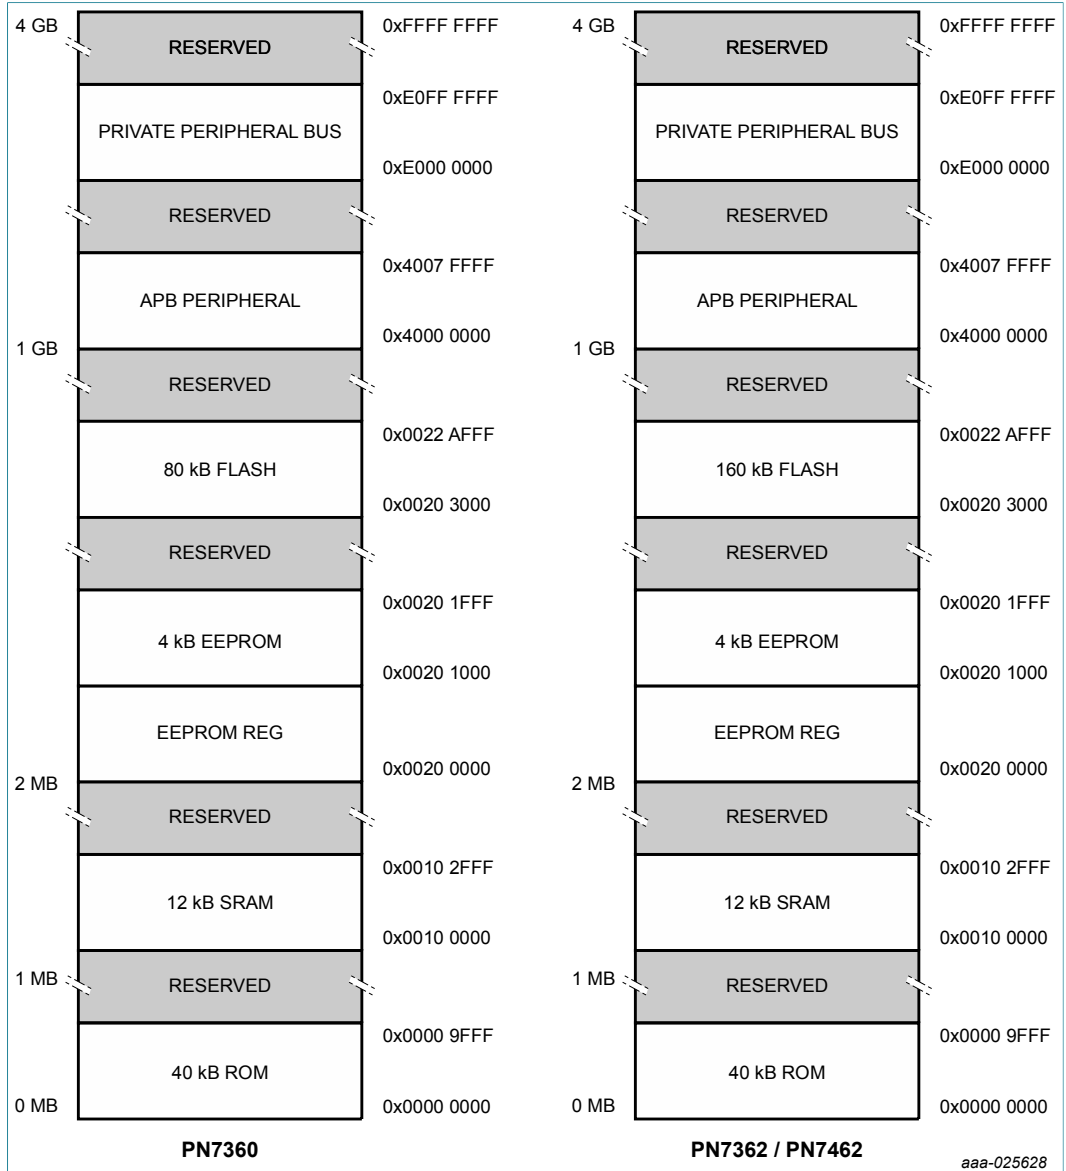 4 GB
RESERVED
0xFFFF FFFF
PRIVATE PERIPHERAL BUS
0xE0FF FFFF
0xE000 0000
RESERVED
APB PERIPHERAL
0x4007 FFFF
0x4000 0000
1 GB
RESERVED
80 kB FLASH
0x0022 AFFF
0x0020 3000
RESERVED
4 kB EEPROM
0x0020 1FFF
0x0020 1000
EEPROM REG
0x0020 0000
2 MB
RESERVED
12 kB SRAM
0x0010 2FFF
0x0010 0000
1 MB
RESERVED
40 kB ROM
0x0000 9FFF
0x0000 0000
0 MB
PN7360
4 GB
RESERVED
0xFFFF FFFF
PRIVATE PERIPHERAL BUS
0xE0FF FFFF
0xE000 0000
RESERVED
APB PERIPHERAL
0x4007 FFFF
0x4000 0000
1 GB
RESERVED
160 kB FLASH
0x0022 AFFF
0x0020 3000
RESERVED
4 kB EEPROM
0x0020 1FFF
0x0020 1000
EEPROM REG
0x0020 0000
2 MB
RESERVED
12 kB SRAM
0x0010 2FFF
0x0010 0000
1 MB
RESERVED
40 kB ROM
0x0000 9FFF
0x0000 0000
0 MB
PN7362 / PN7462
aaa-025628